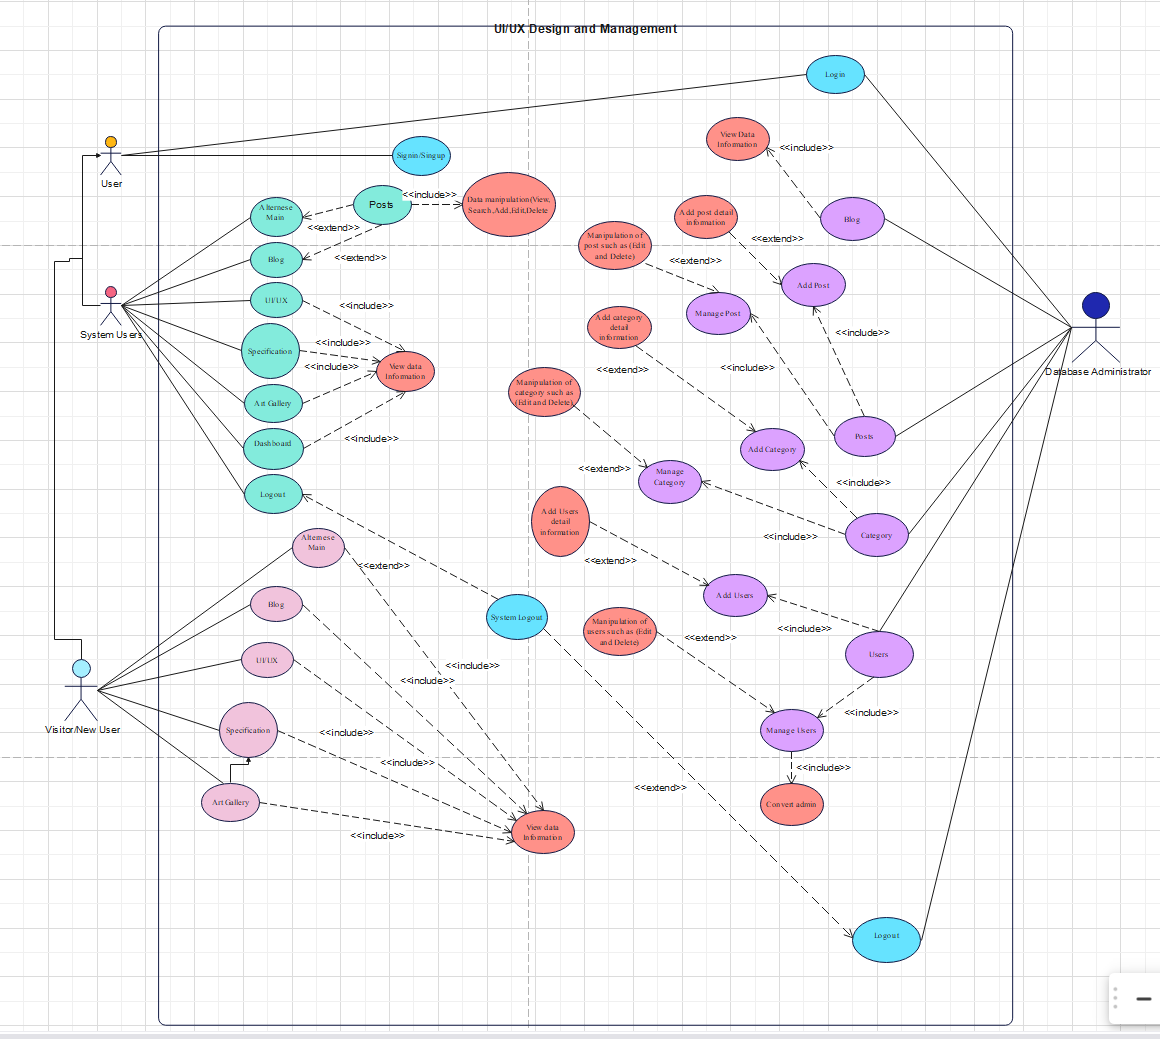 UI/UX Design and Management
Login
View Data
Information
<<include>>
User
Signin/Singup
Alternese
Main
Posts
<<include>>
Data manipulation(View,
Search,Add,Edit,Delete
<<extend>>
Blog
<<extend>>
Add post detail
information
<<extend>>
Blog
Manipulation of
post such as (Edit
and Delete)
<<extend>>
Add Post
UI/UX
<<include>>
System Users
Manage Post
<<include>>
Database Administrator
Add category
detail
information
<<extend>>
Specification
<<include>>
<<include>>
View data
Information
<<include>>
Manipulation of
category such as
(Edit and Delete)
Art Gallery
Dashboard
<<include>>
Posts
Add Category
<<extend>>
Manage
Category
<<include>>
Logout
Add Users
detail
information
<<include>>
Category
Alternese
Main
<<extend>>
<<extend>>
Blog
System Logout
Add Users
<<include>>
Manipulation of
users such as (Edit
and Delete)
<<extend>>
Users
UI/UX
<<include>>
<<include>>
Visitor/New User
Specification
<<include>>
<<include>>
Manage Users
<<include>>
<<include>>
<<extend>>
Art Gallery
Convert admin
<<include>>
View data
Information
Logout